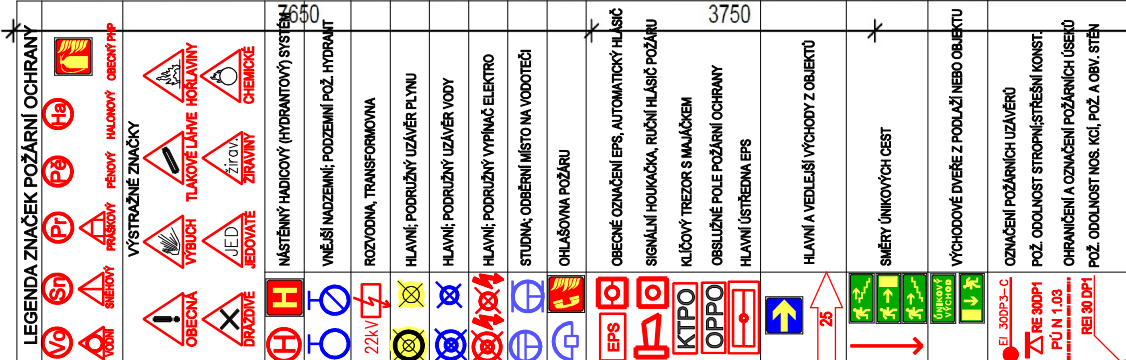 7650
3750
LEGENDA ZNAČEK POŽÁRNÍ OCHRANY
Vo Sn Pr Pě Ha
VODNÍ SNĚHOVÝ PRÁŠKOVÝ PĚNOVÝ HALONOVÝ OBECNÝ PHP
VÝSTRAŽNÉ ZNAČKY
OBECNÁ VÝBUCH TLAKOVÉ LÁHVE HOŘLAVINY
JED. žírav.
DRÁŽDIVÉ JEDOVATÉ ŽÍRAVINY CHEMICKÉ
H H NÁSTĚNNÝ HADICOVÝ (HYDRANTOVÝ) SYSTÉM
VNĚJŠÍ NADZEMNÍ; PODZEMNÍ POŽ. HYDRANT
22kV ROZVODNA, TRANSFORMOVNA
HLAVNÍ; PODRUŽNÝ UZÁVĚR PLYNU
HLAVNÍ; PODRUŽNÝ UZÁVĚR VODY
HLAVNÍ; PODRUŽNÝ VYPÍNAČ ELEKTRO
STUDNA; ODBĚRNÍ MÍSTO NA VODOTEČI
OHLAŠOVNA POŽÁRU
EPS OBECNÉ OZNAČENÍ EPS, AUTOMATICKÝ HLÁSIČ
SIGNÁLNÍ HOUKAČKA, RUČNÍ HLÁSIČ POŽÁRU
KTPO KLÍČOVÝ TREZOR S MAJÁČKEM
OPPO OBSLUŽNÉ POLE POŽÁRNÍ OCHRANY
HLAVNÍ ÚSTŘEDNA EPS
25 HLAVNÍ A VEDLEJŠÍ VÝCHODY Z OBJEKTŮ
SMĚRY ÚNIKOVÝCH CEST
ÚNIKOVÝ VÝCHOD VÝCHODOVÉ DVEŘE Z PODLAŽÍ NEBO OBJEKTU
EI 30DP3-C OZNAČENÍ POŽÁRNÍCH UZÁVĚRŮ
RE 30DP1 POŽ. ODOLNOST STROPNÍ;STŘEŠNÍ KONST.
PÚ N 1.03 OHRANIČENÍ A OZNAČENÍ POŽÁRNÍCH ÚSEKŮ
REI 30 DP1 POŽ. ODOLNOST NOS. KCÍ, POŽ. A OBV. STĚN